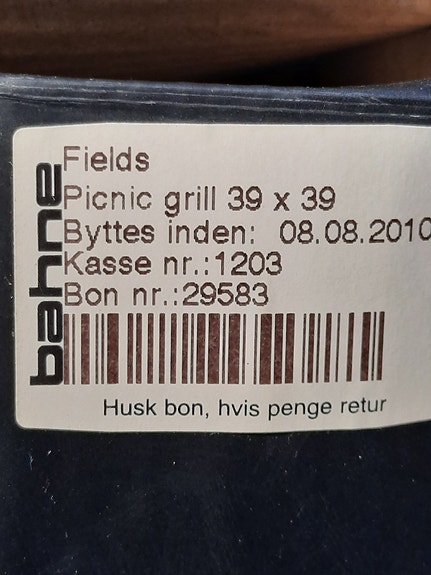 bahne
Fields
Picnic grill 39 x 39
Byttes inden: 08.08.2010
Kasse nr.:1203
Bon nr.:29583
Husk bon, hvis penge retur